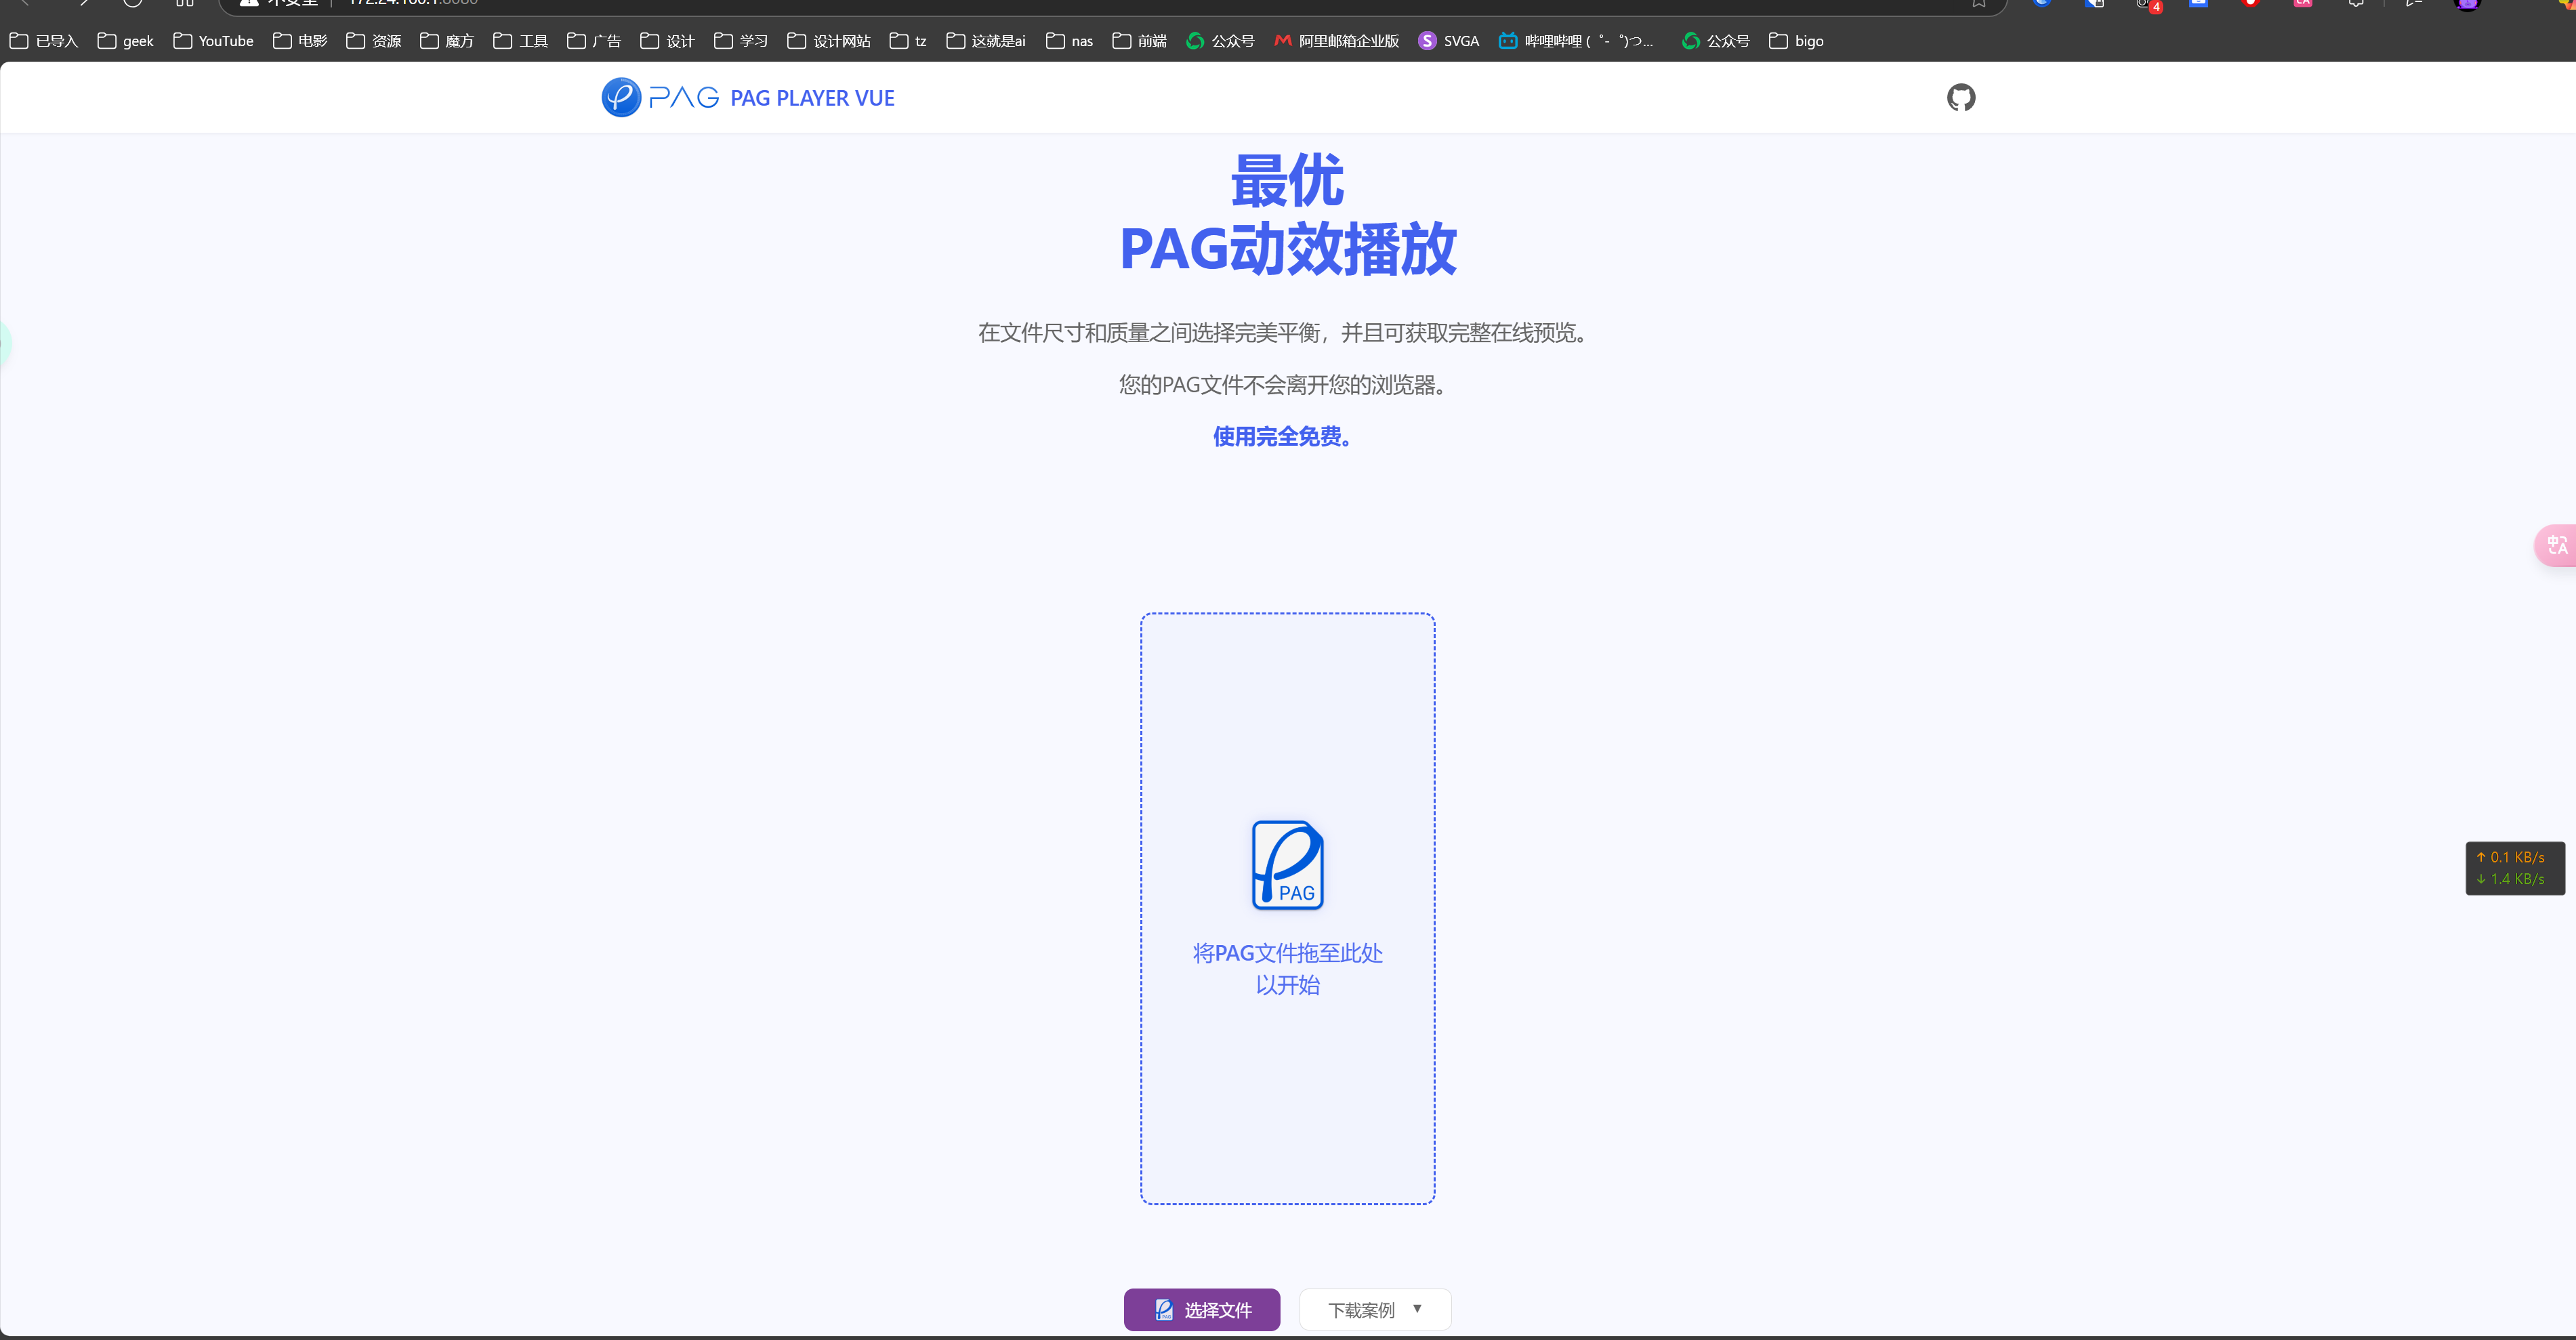 已导入 geek YouTube 电影 资源 魔方 工具 广告 设计 学习 设计网站 tz 这就是ai nas 前端 公众号 阿里邮箱企业版 SVGA 哔哩哔哩 (゜-゜)つ... 公众号 bigo
PAG PAG PLAYER VUE
最优
PAG动效播放
在文件尺寸和质量之间选择完美平衡，并且可获取完整在线预览。
您的PAG文件不会离开您的浏览器。
使用完全免费。
中A
↑ 0.1 KB/s
↓ 1.4 KB/s
PAG
将PAG文件拖至此处
以开始
选择文件 下载案例 ▼